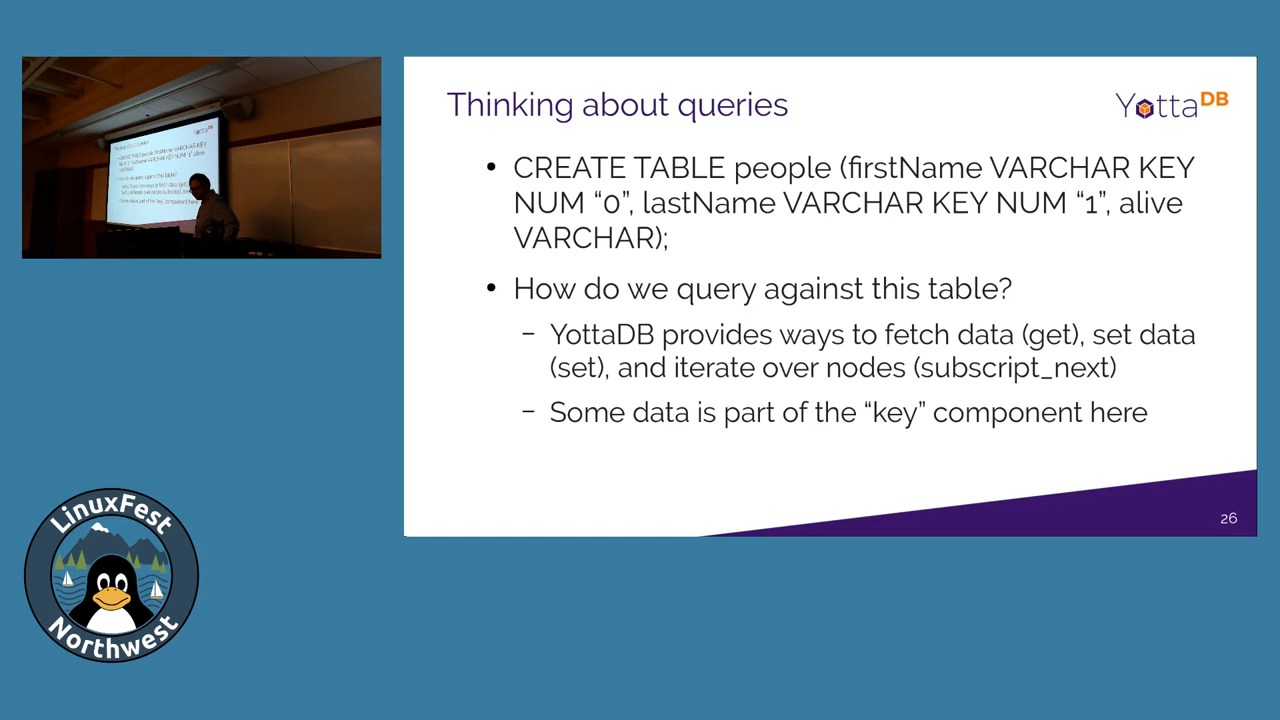 Thinking about queries
YottaDB
• CREATE TABLE people (firstName VARCHAR KEY
NUM “0”, lastName VARCHAR KEY NUM “1”, alive
VARCHAR);
• How do we query against this table?
– YottaDB provides ways to fetch data (get), set data
(set), and iterate over nodes (subscript_next)
– Some data is part of the “key” component here
26
LinuxFest
Northwest